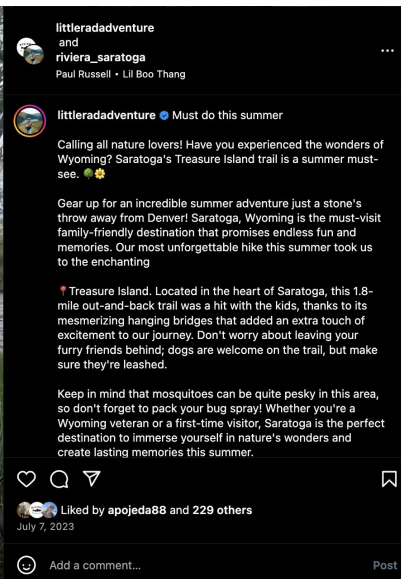 littleradadventure
and
riviera_saratoga
Paul Russell • Lil Boo Thang
littleradadventure Must do this summer
Calling all nature lovers! Have you experienced the wonders of
Wyoming? Saratoga's Treasure Island trail is a summer must-
see. 🌳🌼
Gear up for an incredible summer adventure just a stone's
throw away from Denver! Saratoga, Wyoming is the must-visit
family-friendly destination that promises endless fun and
memories. Our most unforgettable hike this summer took us
to the enchanting
📍Treasure Island. Located in the heart of Saratoga, this 1.8-
mile out-and-back trail was a hit with the kids, thanks to its
mesmerizing hanging bridges that added an extra touch of
excitement to our journey. Don't worry about leaving your
furry friends behind; dogs are welcome on the trail, but make
sure they're leashed.
Keep in mind that mosquitoes can be quite pesky in this area,
so don't forget to pack your bug spray! Whether you're a
Wyoming veteran or a first-time visitor, Saratoga is the perfect
destination to immerse yourself in nature's wonders and
create lasting memories this summer.
Liked by apojeda88 and 229 others
July 7, 2023
Add a comment...
Post